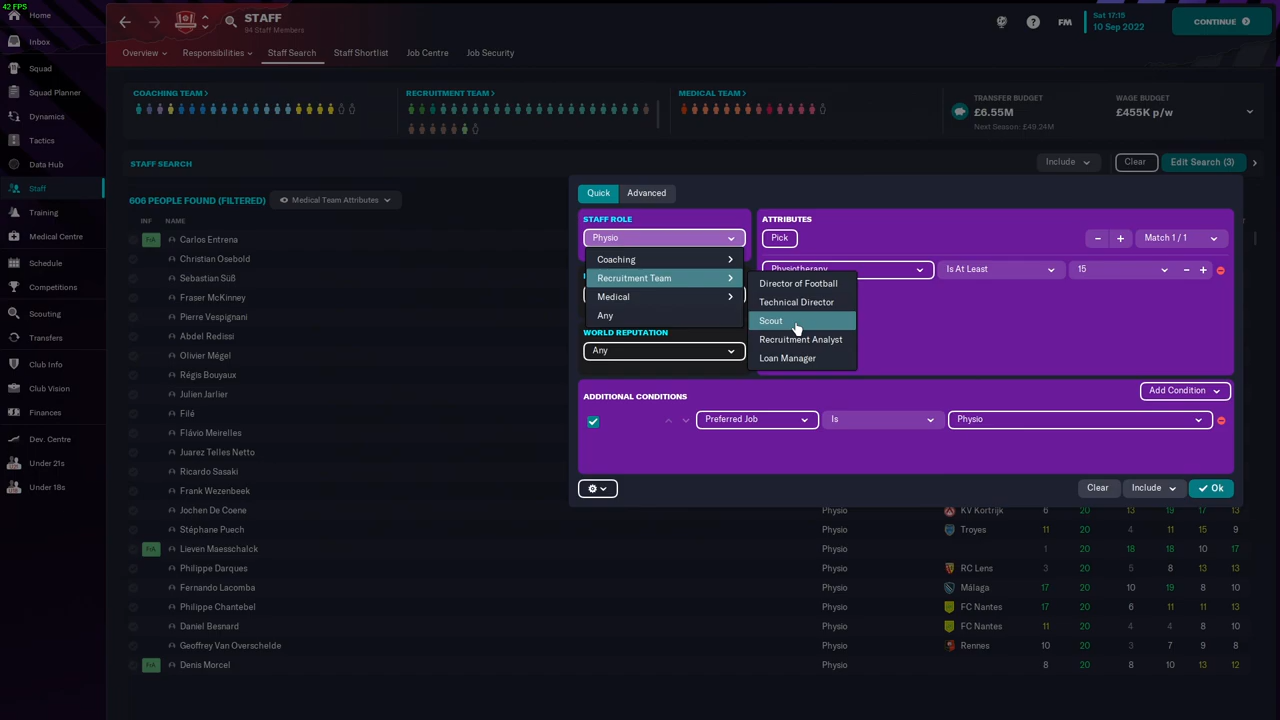 42 FPS
Home
Inbox
Squad
Squad Planner
Dynamics
Tactics
Data Hub
Staff
Training
Medical Centre
Schedule
Competitions
Scouting
Transfers
Club Info
Club Vision
Finances
Dev. Centre
Under 21s
Under 18s
STAFF
94 Staff Members
FM
Sat 17:15
10 Sep 2022
CONTINUE
Overview
Responsibilities
Staff Search
Staff Shortlist
Job Centre
Job Security
COACHING TEAM >
RECRUITMENT TEAM >
MEDICAL TEAM >
TRANSFER BUDGET
£6.55M
Next Season: £49.24M
WAGE BUDGET
£455K p/w
STAFF SEARCH
Include
Clear
Edit Search (3)
606 PEOPLE FOUND (FILTERED)
Medical Team Attributes
INF NAME
FrA Carlos Entrena
Christian Osebold
Sebastian Süß
Fraser McKinney
Pierre Vespignani
Abdel Redissi
Olivier Mégel
Régis Bouyaux
Julien Jarlier
Filé
Flávio Meirelles
Juarez Telles Netto
Ricardo Sasaki
Frank Wezenbeek
Jochen De Coene Physio KV Kortrijk 6 20 13 19 17 13
Stéphane Puech Physio Troyes 11 20 4 11 15 9
FrA Lieven Maesschalck Physio 1 20 18 18 10 17
Philippe Darques Physio RC Lens 3 20 5 8 13 13
Fernando Lacomba Physio Málaga 17 20 10 19 8 10
Philippe Chantebel Physio FC Nantes 17 20 6 11 11 13
Daniel Besnard Physio FC Nantes 11 20 4 4 8 10
Geoffrey Van Overschelde Physio Rennes 10 20 3 7 9 8
FrA Denis Morcel Physio 8 20 8 10 13 12
Quick
Advanced
STAFF ROLE
Physio
Coaching
Recruitment Team
Medical
Any
WORLD REPUTATION
Any
Director of Football
Technical Director
Scout
Recruitment Analyst
Loan Manager
ATTRIBUTES
Pick
Match 1 / 1
Physiotherapy
Is At Least
15
ADDITIONAL CONDITIONS
Add Condition
Preferred Job
Is
Physio
Clear
Include
Ok